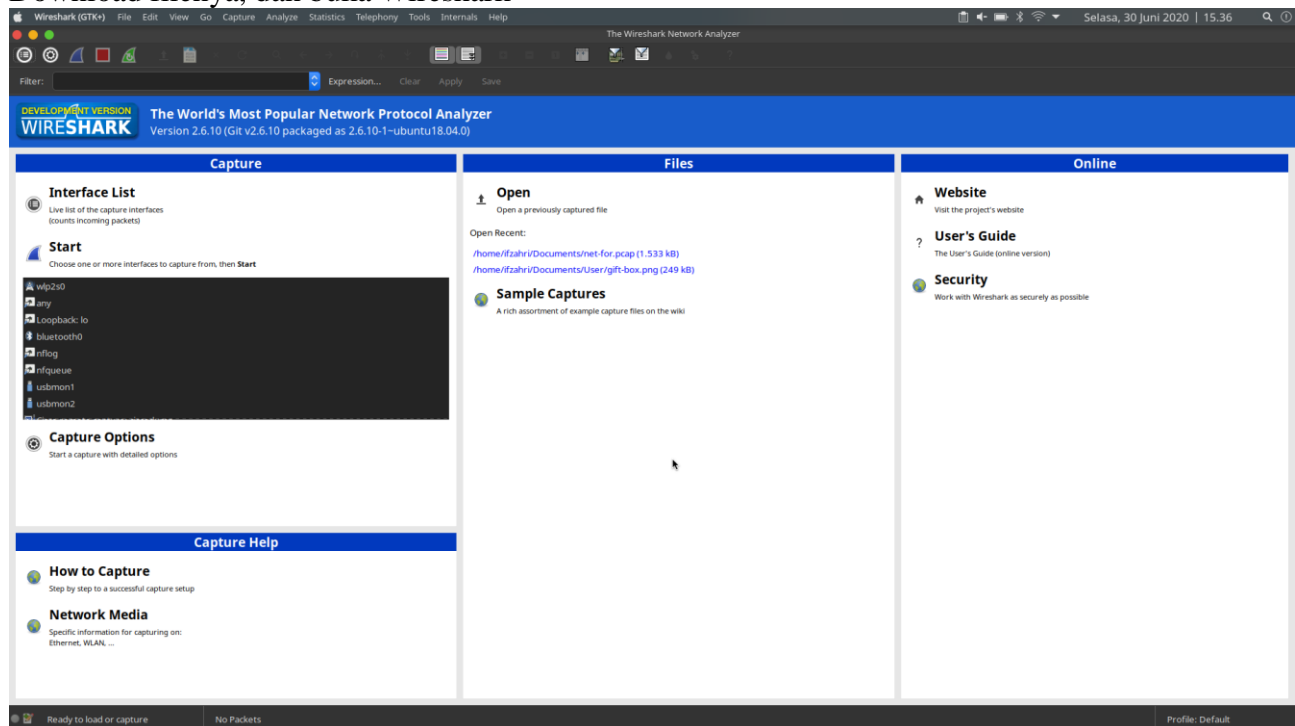 Download filenya, dan buka Wireshark
Wireshark (GTK+) File Edit View Go Capture Analyze Statistics Telephony Tools Internals Help
Selasa, 30 Juni 2020 | 15.36
The Wireshark Network Analyzer
Filter: Expression... Clear Apply Save
DEVELOPMENT VERSION
WIRESHARK
The World's Most Popular Network Protocol Analyzer
Version 2.6.10 (Git v2.6.10 packaged as 2.6.10-1~ubuntu18.04.0)
Capture
Interface List
Live list of the capture interfaces
(counts incoming packets)
Start
Choose one or more interfaces to capture from, then Start
wlp2s0
any
Loopback: lo
bluetooth0
nflog
nfqueue
usbmon1
usbmon2
Capture Options
Start a capture with detailed options
Capture Help
How to Capture
Step by step to a successful capture setup
Network Media
Specific information for capturing on:
Ethernet, WLAN, ...
Files
Open
Open a previously captured file
Open Recent:
/home/ifzahri/Documents/net-for.pcap (1.533 kB)
/home/ifzahri/Documents/User/gift-box.png (249 kB)
Sample Captures
A rich assortment of example capture files on the wiki
Online
Website
Visit the project's website
User's Guide
The User's Guide (online version)
Security
Work with Wireshark as securely as possible
Ready to load or capture
No Packets
Profile: Default